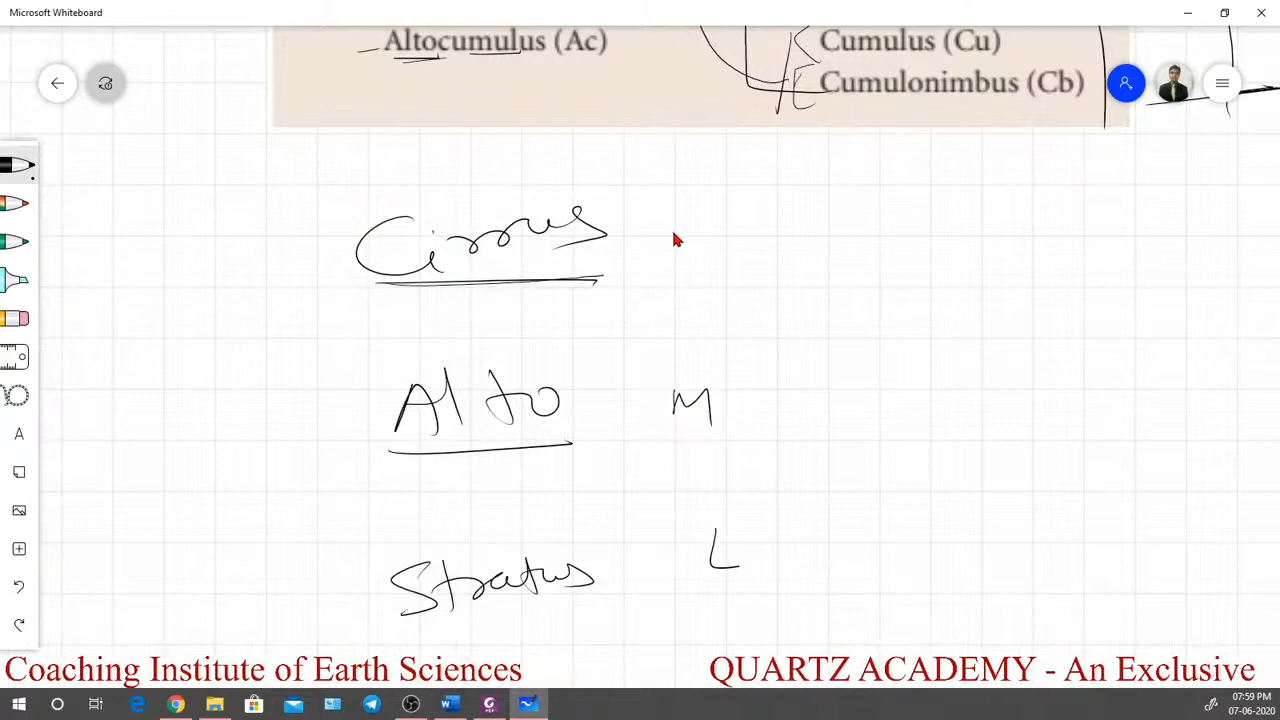 Microsoft Whiteboard
Altocumulus (Ac)
Cumulus (Cu)
Cumulonimbus (Cb)
Cirrus
Alto M
Stratus L
A
Coaching Institute of Earth Sciences QUARTZ ACADEMY - An Exclusive
07:59 PM
07-06-2020